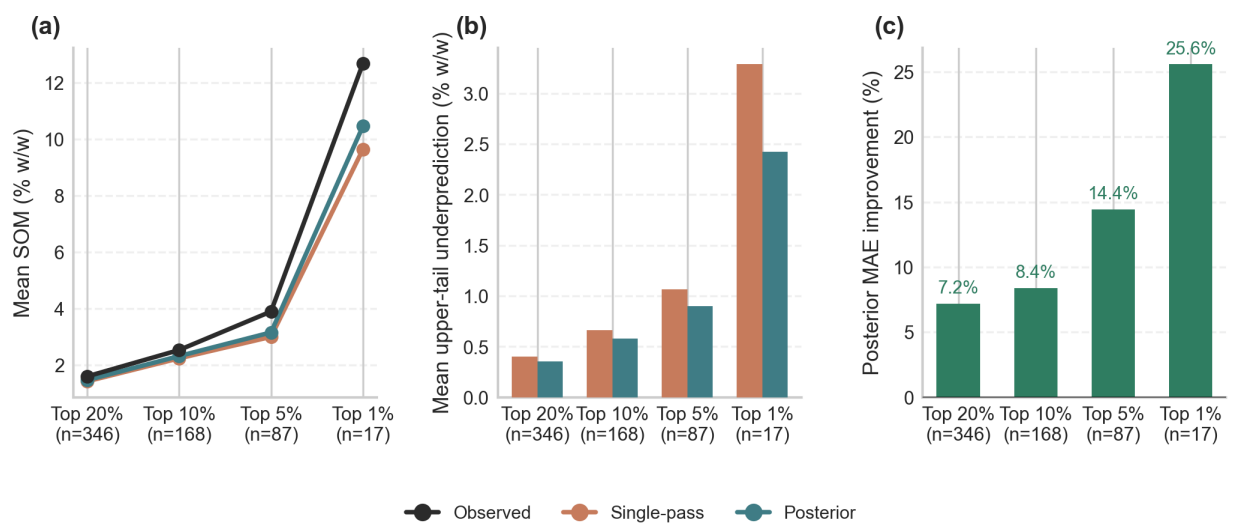 (a)
Mean SOM (% w/w)
12
10
8
6
4
2
Top 20% Top 10% Top 5% Top 1%
(n=346) (n=168) (n=87) (n=17)
(b)
Mean upper-tail underprediction (% w/w)
3.0
2.5
2.0
1.5
1.0
0.5
0.0
Top 20% Top 10% Top 5% Top 1%
(n=346) (n=168) (n=87) (n=17)
(c)
Posterior MAE improvement (%)
25
20
15
10
5
0
7.2%
8.4%
14.4%
25.6%
Top 20% Top 10% Top 5% Top 1%
(n=346) (n=168) (n=87) (n=17)
Observed Single-pass Posterior